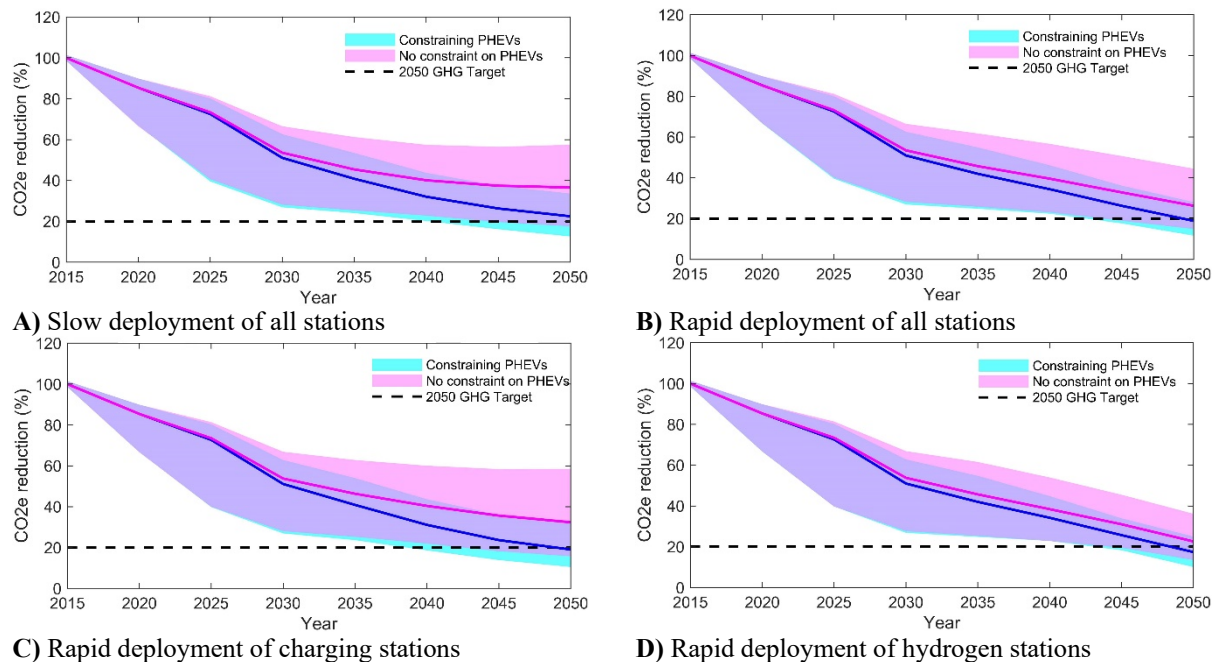 120
100
80
60
40
20
0
CO2e reduction (%)
Constraining PHEVs
No constraint on PHEVs
2050 GHG Target
2015 2020 2025 2030 2035 2040 2045 2050
Year
A) Slow deployment of all stations
120
100
80
60
40
20
0
CO2e reduction (%)
Constraining PHEVs
No constraint on PHEVs
2050 GHG Target
2015 2020 2025 2030 2035 2040 2045 2050
Year
B) Rapid deployment of all stations
120
100
80
60
40
20
0
CO2e reduction (%)
Constraining PHEVs
No constraint on PHEVs
2050 GHG Target
2015 2020 2025 2030 2035 2040 2045 2050
Year
C) Rapid deployment of charging stations
120
100
80
60
40
20
0
CO2e reduction (%)
Constraining PHEVs
No constraint on PHEVs
2050 GHG Target
2015 2020 2025 2030 2035 2040 2045 2050
Year
D) Rapid deployment of hydrogen stations